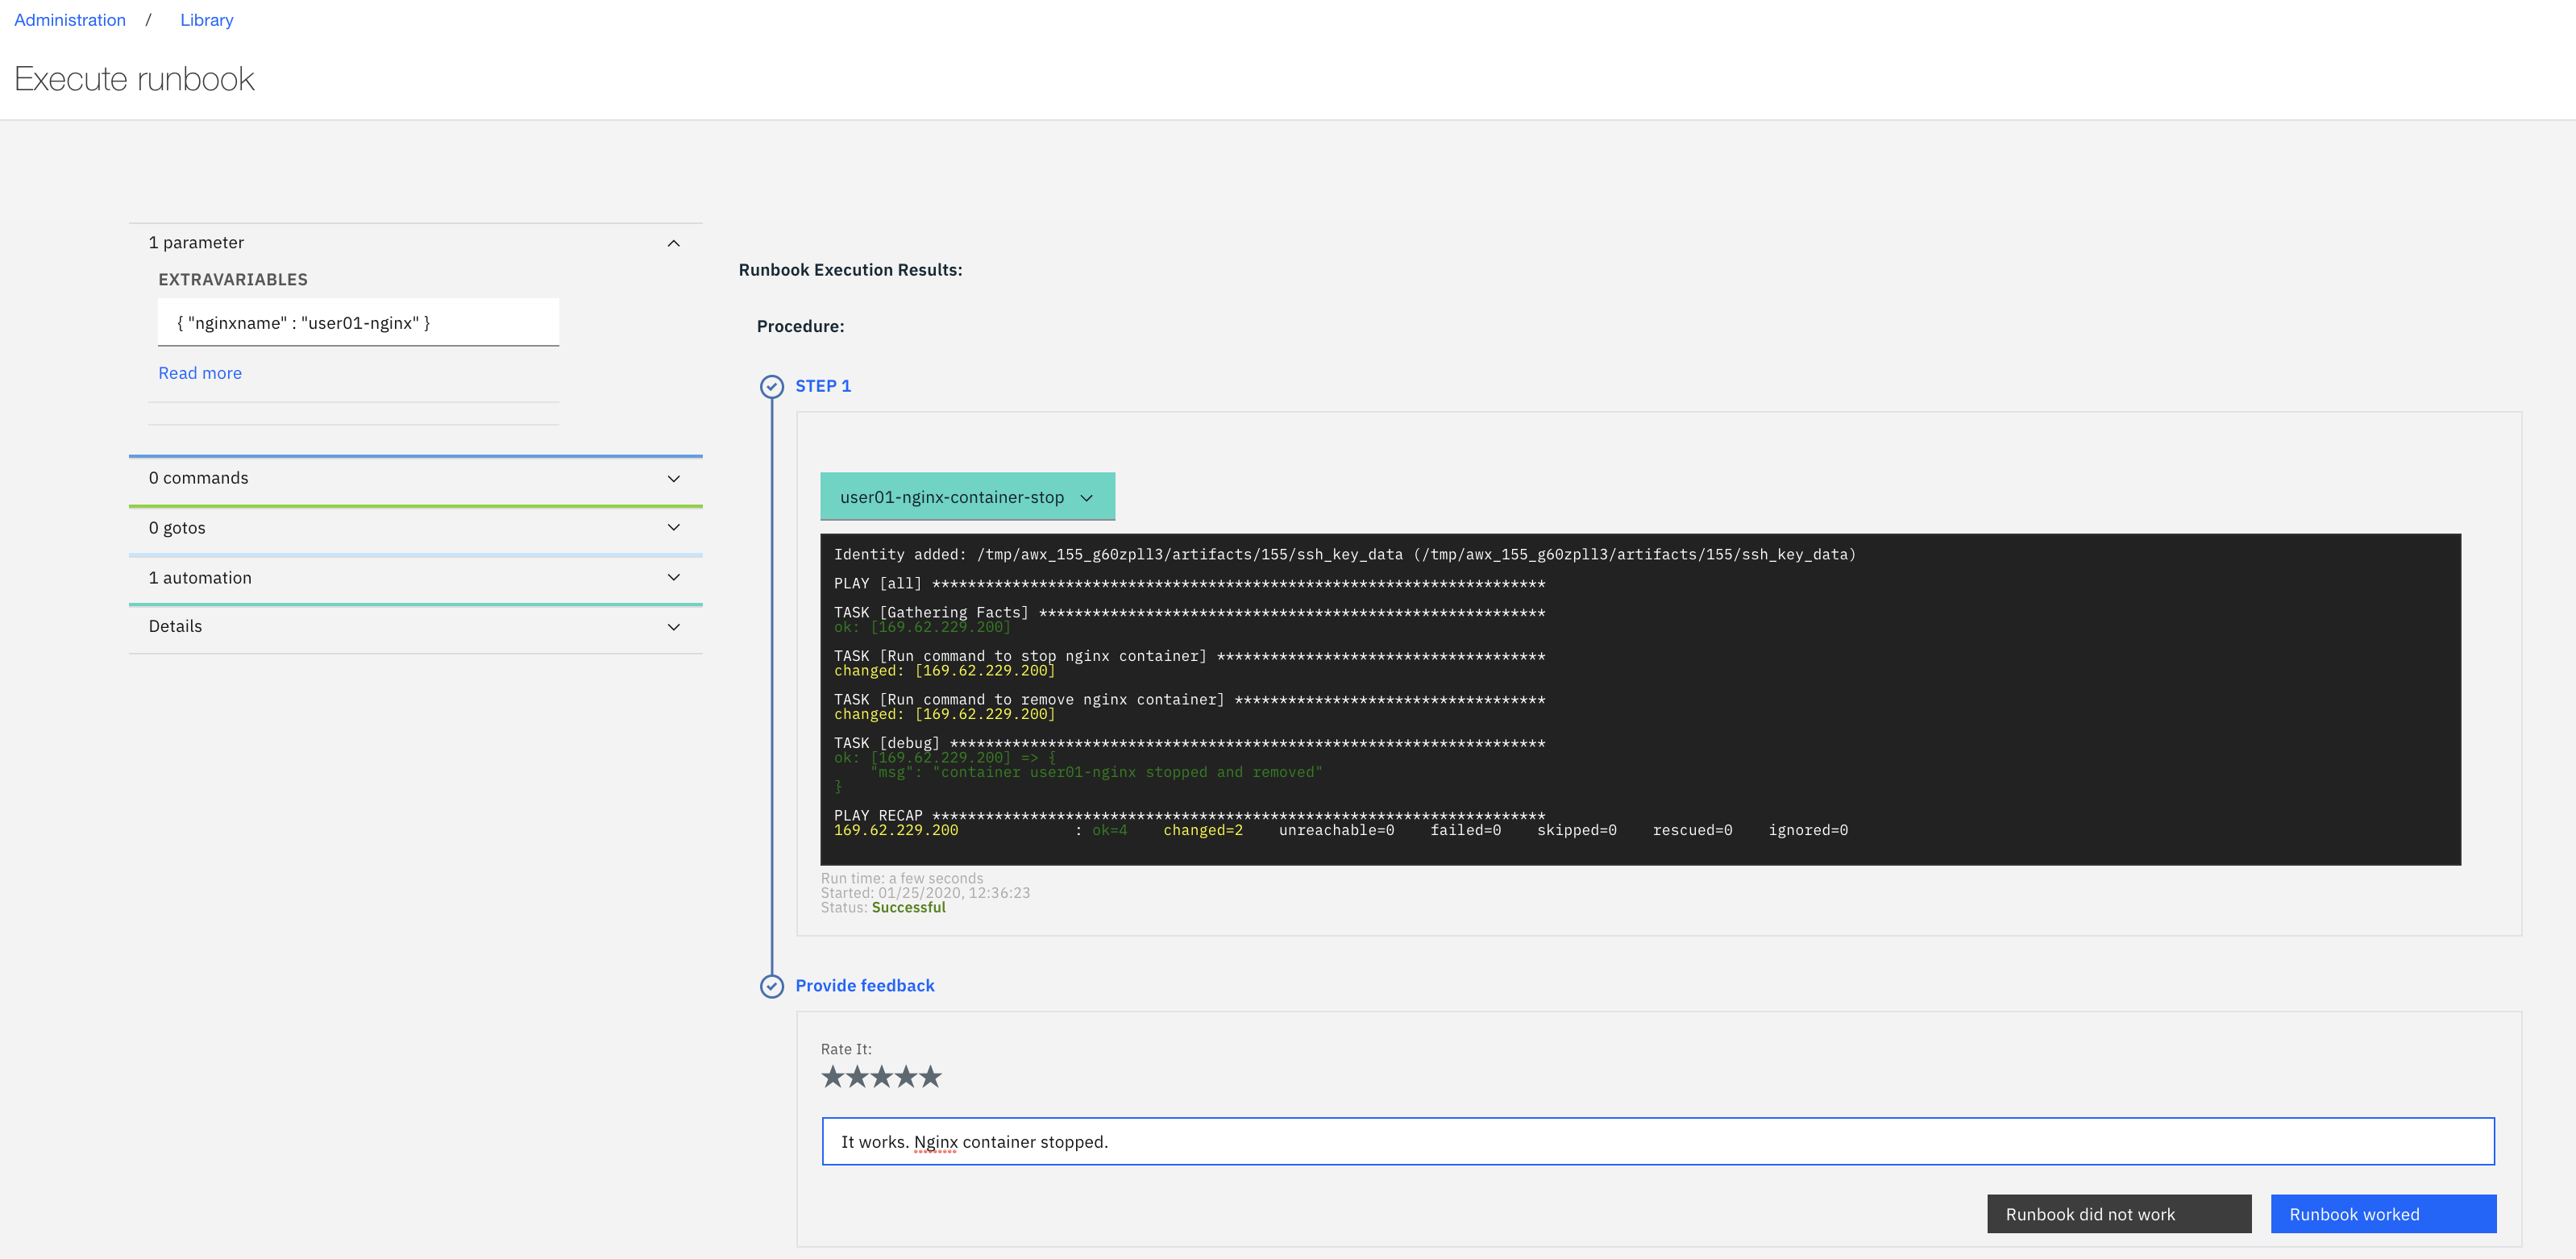 Administration / Library
Execute runbook
1 parameter
EXTRAVARIABLES
{ "nginxname" : "user01-nginx" }
Read more
0 commands
0 gotos
1 automation
Details
Runbook Execution Results:
Procedure:
STEP 1
user01-nginx-container-stop
Identity added: /tmp/awx_155_g60zpll3/artifacts/155/ssh_key_data (/tmp/awx_155_g60zpll3/artifacts/155/ssh_key_data)
PLAY [all] *********************************************************************
TASK [Gathering Facts] *********************************************************
ok: [169.62.229.200]
TASK [Run command to stop nginx container] *************************************
changed: [169.62.229.200]
TASK [Run command to remove nginx container] ***********************************
changed: [169.62.229.200]
TASK [debug] *******************************************************************
ok: [169.62.229.200] => {
    "msg": "container user01-nginx stopped and removed"
}
PLAY RECAP *********************************************************************
169.62.229.200             : ok=4    changed=2    unreachable=0    failed=0    skipped=0    rescued=0    ignored=0
Run time: a few seconds
Started: 01/25/2020, 12:36:23
Status: Successful
Provide feedback
Rate It:
★★★★★
It works. Nginx container stopped.
Runbook did not work
Runbook worked